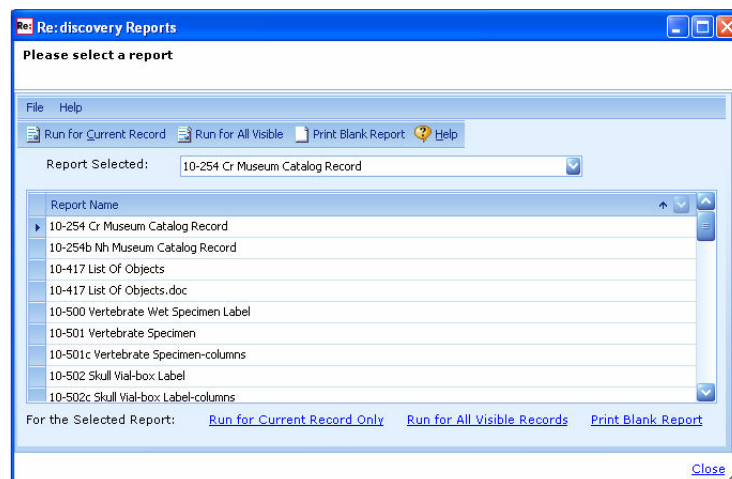 Re: Re:discovery Reports
Please select a report
File Help
Run for Current Record Run for All Visible Print Blank Report Help
Report Selected: 10-254 Cr Museum Catalog Record
Report Name
10-254 Cr Museum Catalog Record
10-254b Nh Museum Catalog Record
10-417 List Of Objects
10-417 List Of Objects.doc
10-500 Vertebrate Wet Specimen Label
10-501 Vertebrate Specimen
10-501c Vertebrate Specimen-columns
10-502 Skull Vial-box Label
10-502c Skull Vial-box Label-columns
For the Selected Report: Run for Current Record Only Run for All Visible Records Print Blank Report
Close